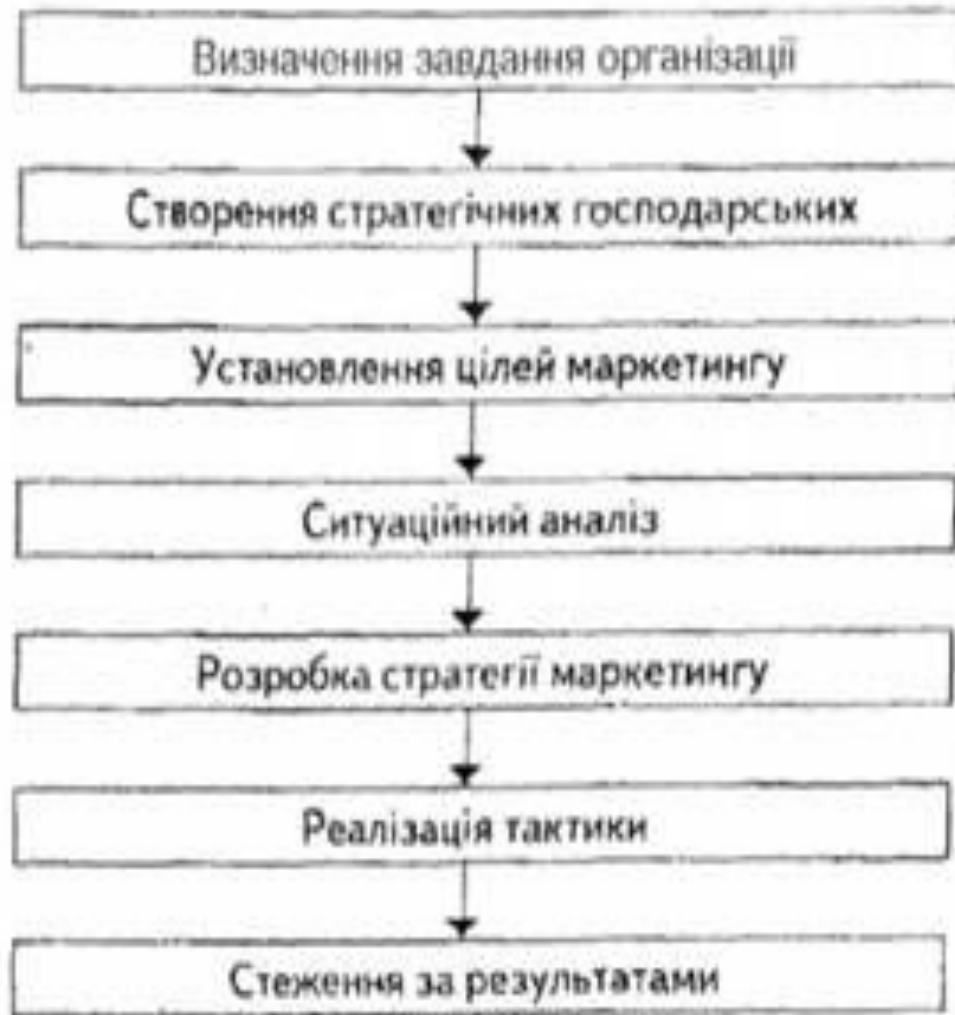 Визначення завдання організації
Створення стратегічних господарських
Установлення цілей маркетингу
Ситуаційний аналіз
Розробка стратегії маркетингу
Реалізація тактики
Стеження за результатами